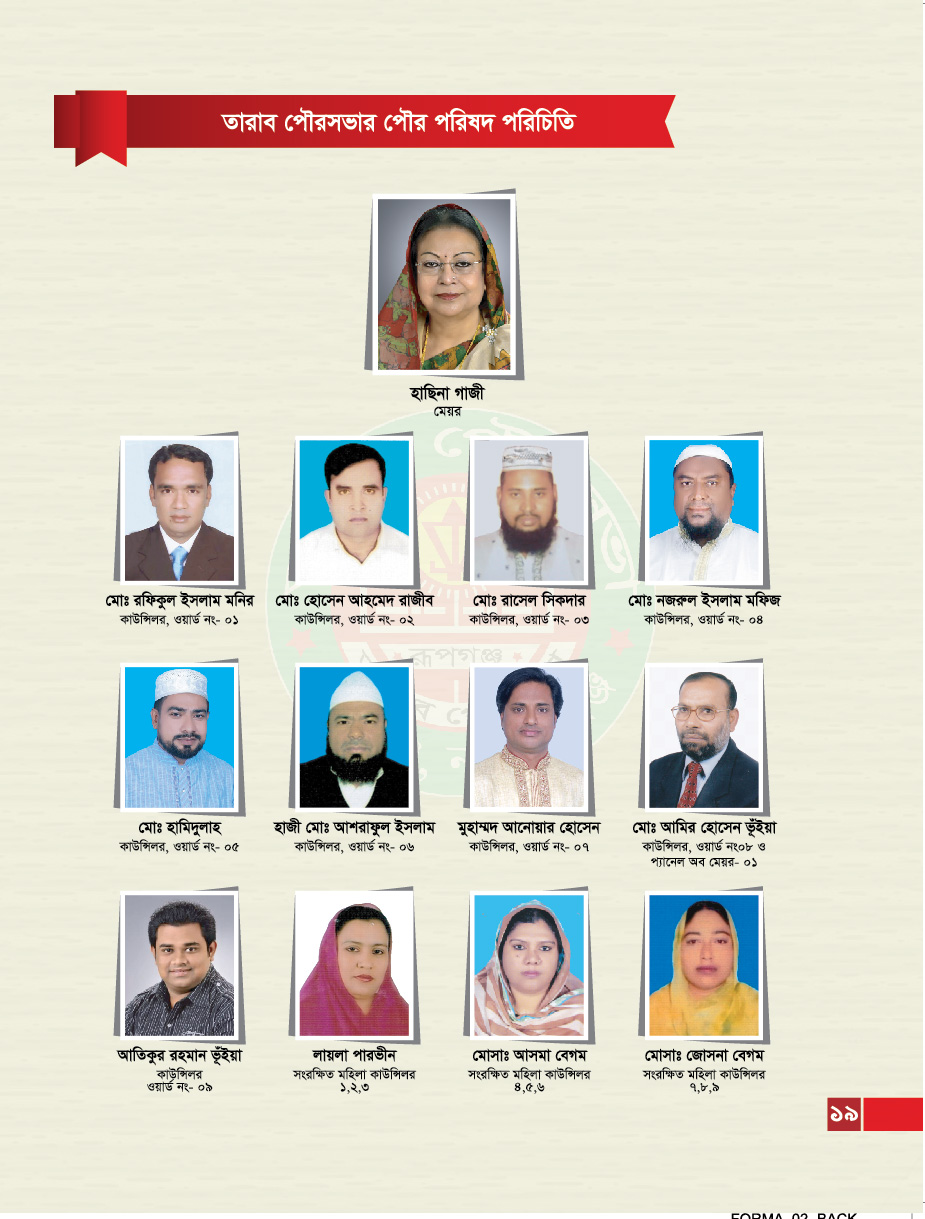 তারাব পৌরসভার পৌর পরিষদ পরিচিতি
হাছিনা গাজী
মেয়র
মোঃ রফিকুল ইসলাম মনির
কাউন্সিলর, ওয়ার্ড নং- ০১
মোঃ হোসেন আহমেদ রাজীব
কাউন্সিলর, ওয়ার্ড নং- ০২
মোঃ রাসেল সিকদার
কাউন্সিলর, ওয়ার্ড নং- ০৩
মোঃ নজরুল ইসলাম মফিজ
কাউন্সিলর, ওয়ার্ড নং- ০৪
রূপগঞ্জ
মোঃ হামিদুলাহ
কাউন্সিলর, ওয়ার্ড নং- ০৫
হাজী মোঃ আশরাফুল ইসলাম
কাউন্সিলর, ওয়ার্ড নং- ০৬
মুহাম্মদ আনোয়ার হোসেন
কাউন্সিলর, ওয়ার্ড নং- ০৭
মোঃ আমির হোসেন ভূঁইয়া
কাউন্সিলর, ওয়ার্ড নং০৮ ও
প্যানেল অব মেয়র- ০১
আতিকুর রহমান ভূঁইয়া
কাউন্সিলর
ওয়ার্ড নং- ০৯
লায়লা পারভীন
সংরক্ষিত মহিলা কাউন্সিলর
১,২,৩
মোসাঃ আসমা বেগম
সংরক্ষিত মহিলা কাউন্সিলর
৪,৫,৬
মোসাঃ জোসনা বেগম
সংরক্ষিত মহিলা কাউন্সিলর
৭,৮,৯
১৯
FORMA_02_BACK